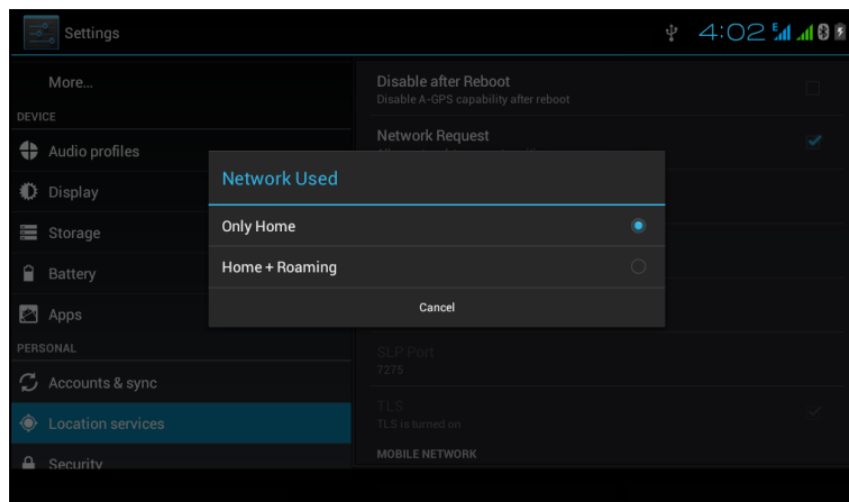 Settings
4:02
E
More...
Disable after Reboot
Disable A-GPS capability after reboot
DEVICE
Network Request
Audio profiles
Network Used
Display
Only Home
Storage
Home + Roaming
Battery
Cancel
Apps
PERSONAL
SLP Port
7275
Accounts & sync
TLS
TLS is turned on
Location services
MOBILE NETWORK
Security